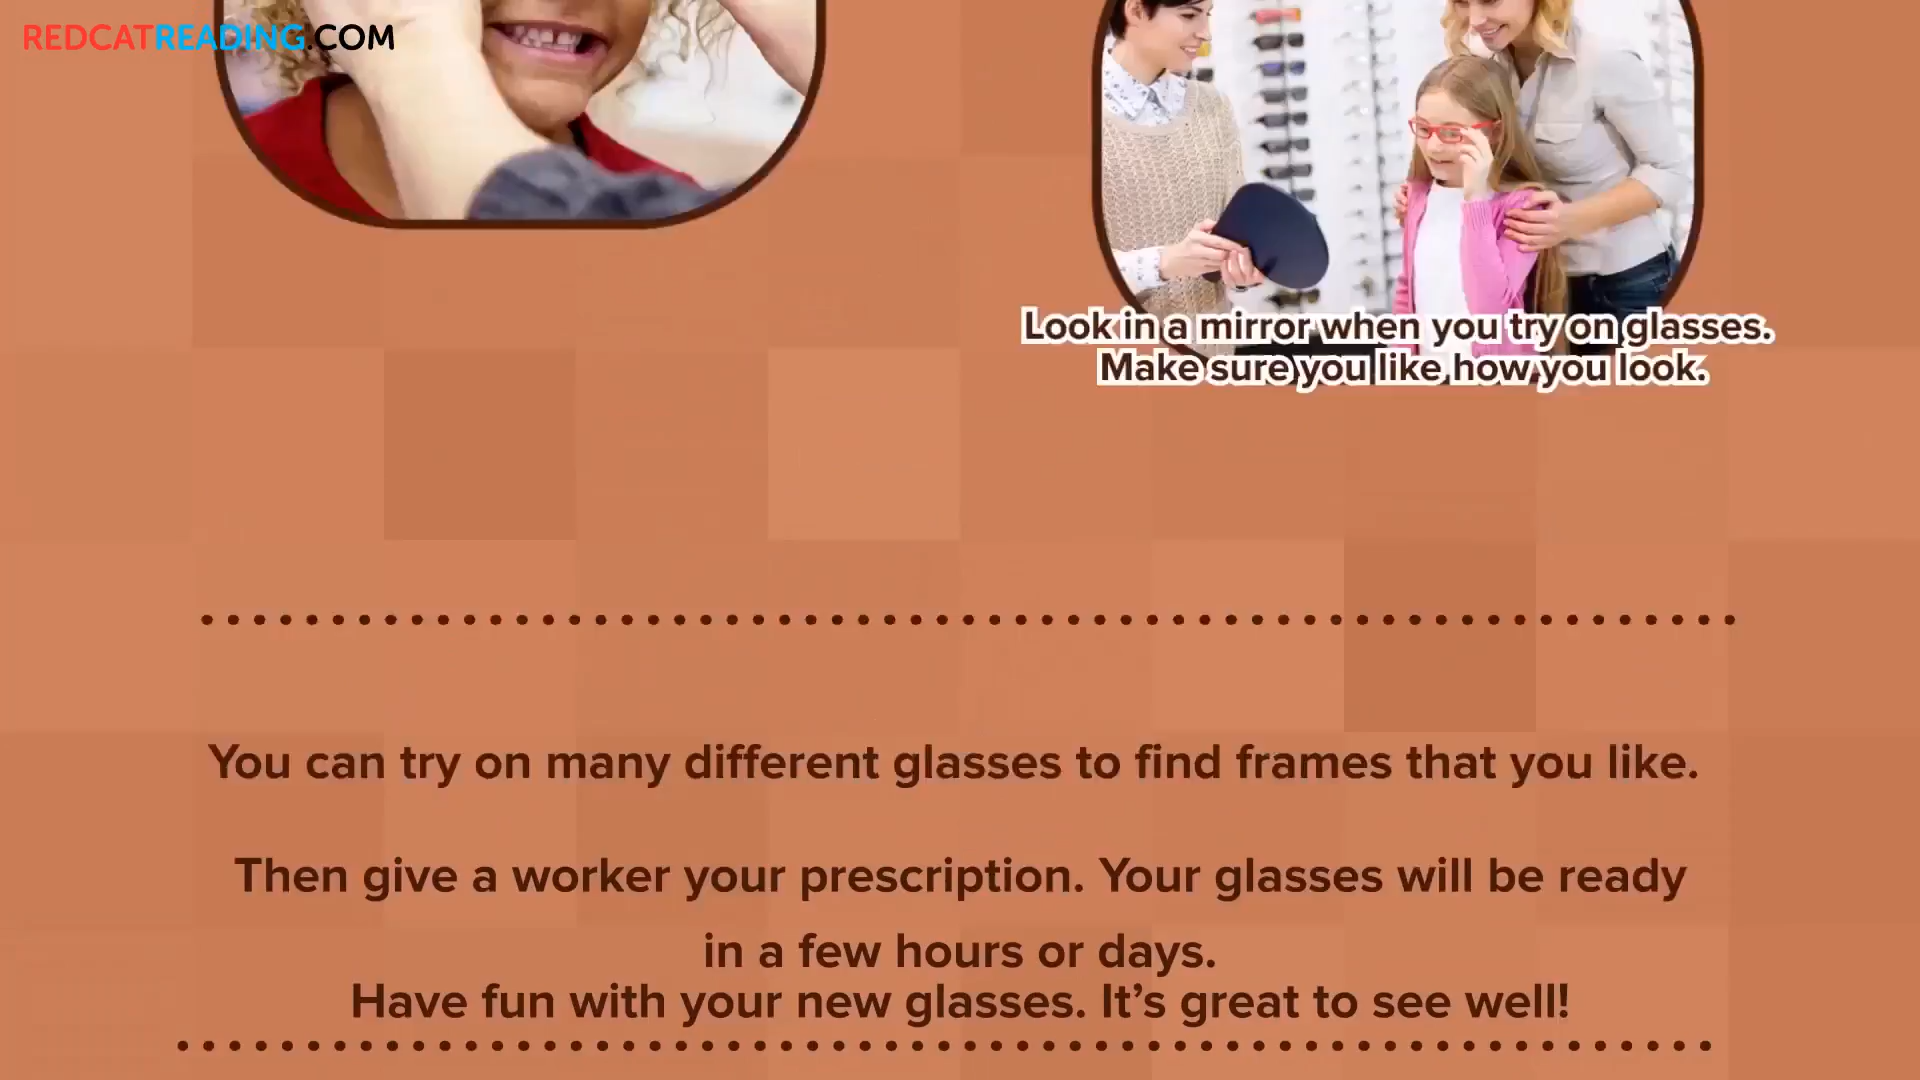 REDCATREADING.COM
Look in a mirror when you try on glasses.
Make sure you like how you look.
You can try on many different glasses to find frames that you like.
Then give a worker your prescription. Your glasses will be ready
in a few hours or days.
Have fun with your new glasses. It’s great to see well!